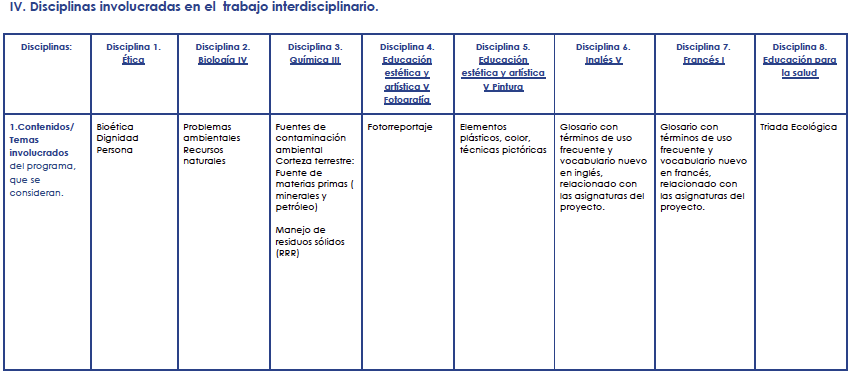 IV. Disciplinas involucradas en el trabajo interdisciplinario.
Disciplinas:
Disciplina 1.
Ética
Disciplina 2.
Biología IV
Disciplina 3.
Química III
Disciplina 4.
Educación
estética y
artística V
Fotografía
Disciplina 5.
Educación
estética y artística
V Pintura
Disciplina 6.
Inglés V
Disciplina 7.
Francés I
Disciplina 8.
Educación para
la salud
1.Contenidos/
Temas
involucrados
del programa,
que se
consideran.
Bioética
Dignidad
Persona
Problemas
ambientales
Recursos
naturales
Fuentes de
contaminación
ambiental
Corteza terrestre:
Fuente de
materias primas (
minerales y
petróleo)
Manejo de
residuos sólidos
(RRR)
Fotorreportaje
Elementos
plásticos, color,
técnicas pictóricas
Glosario con
términos de uso
frecuente y
vocabulario nuevo
en inglés,
relacionado con
las asignaturas del
proyecto.
Glosario con
términos de uso
frecuente y
vocabulario nuevo
en francés,
relacionado con
las asignaturas del
proyecto.
Triada Ecológica